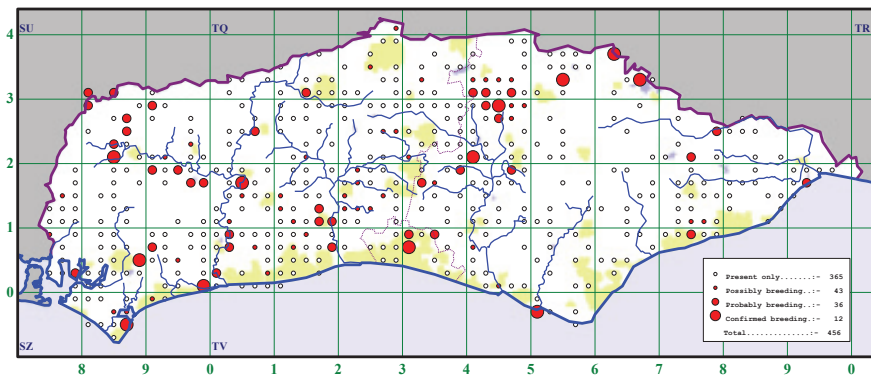 SU TQ TR
4
3
2
1
0
Present only.......:- 365
Possibly breeding..:- 43
Probably breeding..:- 36
Confirmed breeding.:- 12
Total..............:- 456
SZ TV
8 9 0 1 2 3 4 5 6 7 8 9 0